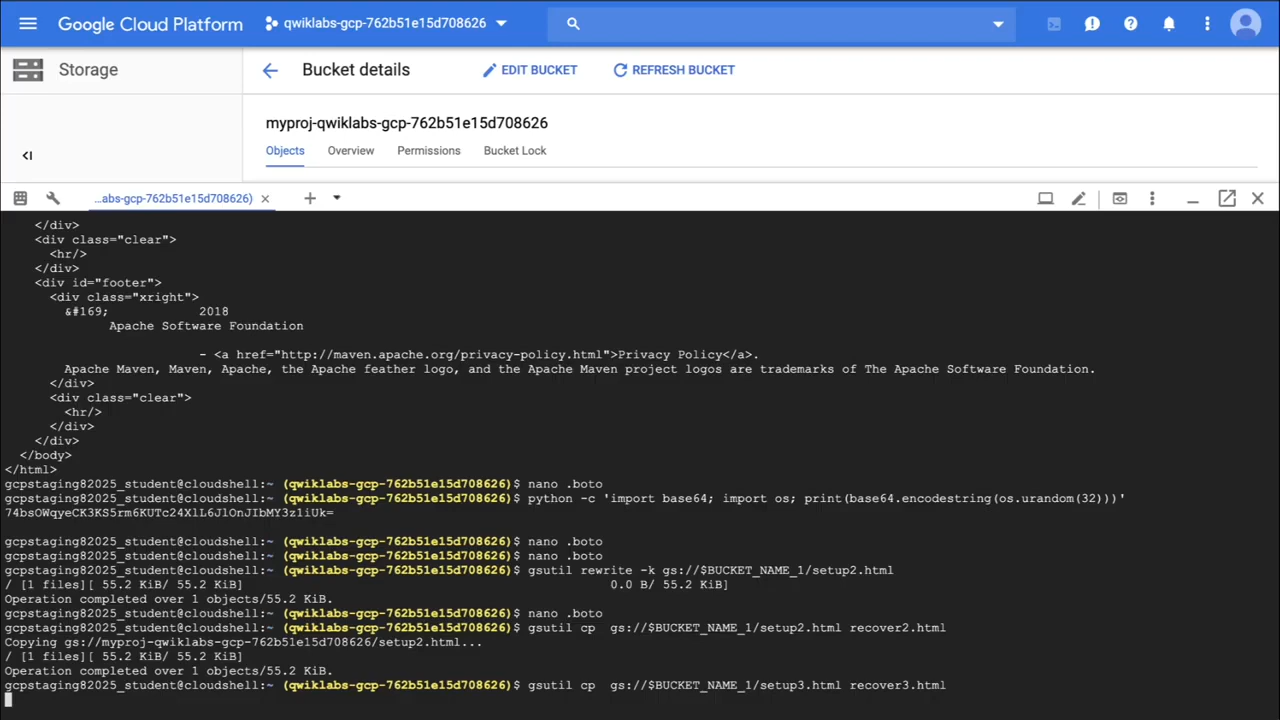 Google Cloud Platform
qwiklabs-gcp-762b51e15d708626
Storage
Bucket details
EDIT BUCKET
REFRESH BUCKET
myproj-qwiklabs-gcp-762b51e15d708626
Objects
Overview
Permissions
Bucket Lock
...abs-gcp-762b51e15d708626)
</div>
<div class="clear">
<hr/>
</div>
<div id="footer">
<div class="xright">
&#169; 2018
Apache Software Foundation
- <a href="http://maven.apache.org/privacy-policy.html">Privacy Policy</a>.
Apache Maven, Maven, Apache, the Apache feather logo, and the Apache Maven project logos are trademarks of The Apache Software Foundation.
</div>
<div class="clear">
<hr/>
</div>
</div>
</body>
</html>
gcpstaging82025_student@cloudshell:~ (qwiklabs-gcp-762b51e15d708626)$ nano .boto
gcpstaging82025_student@cloudshell:~ (qwiklabs-gcp-762b51e15d708626)$ python -c 'import base64; import os; print(base64.encodestring(os.urandom(32)))'
74bsOWqyeCK3KS5rm6KUTc24XlL6JlOnJIbMY3z1iUk=
gcpstaging82025_student@cloudshell:~ (qwiklabs-gcp-762b51e15d708626)$ nano .boto
gcpstaging82025_student@cloudshell:~ (qwiklabs-gcp-762b51e15d708626)$ nano .boto
gcpstaging82025_student@cloudshell:~ (qwiklabs-gcp-762b51e15d708626)$ gsutil rewrite -k gs://$BUCKET_NAME_1/setup2.html
/ [1 files][ 55.2 KiB/ 55.2 KiB] 0.0 B/ 55.2 KiB]
Operation completed over 1 objects/55.2 KiB.
gcpstaging82025_student@cloudshell:~ (qwiklabs-gcp-762b51e15d708626)$ nano .boto
gcpstaging82025_student@cloudshell:~ (qwiklabs-gcp-762b51e15d708626)$ gsutil cp  gs://$BUCKET_NAME_1/setup2.html recover2.html
Copying gs://myproj-qwiklabs-gcp-762b51e15d708626/setup2.html...
/ [1 files][ 55.2 KiB/ 55.2 KiB]
Operation completed over 1 objects/55.2 KiB.
gcpstaging82025_student@cloudshell:~ (qwiklabs-gcp-762b51e15d708626)$ gsutil cp  gs://$BUCKET_NAME_1/setup3.html recover3.html